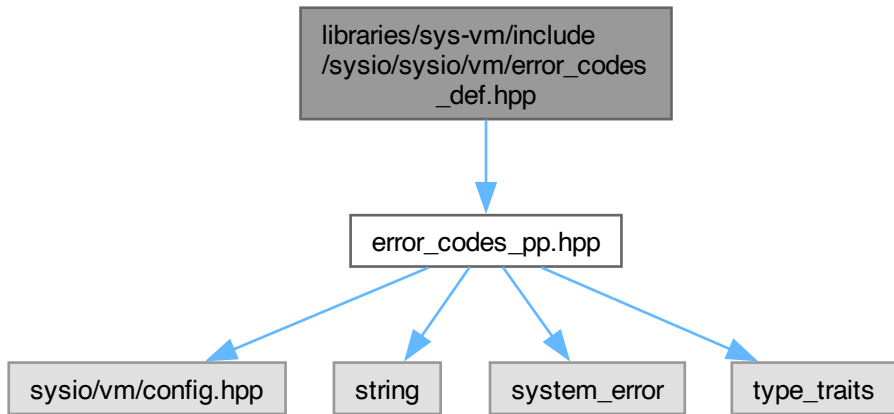 libraries/sys-vm/include
/sysio/sysio/vm/error_codes
_def.hpp
error_codes_pp.hpp
sysio/vm/config.hpp
string
system_error
type_traits